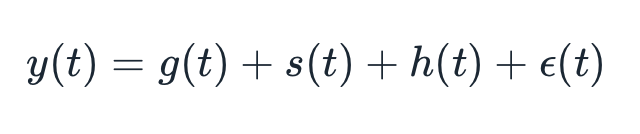 y(t) = g(t) + s(t) + h(t) + ϵ(t)